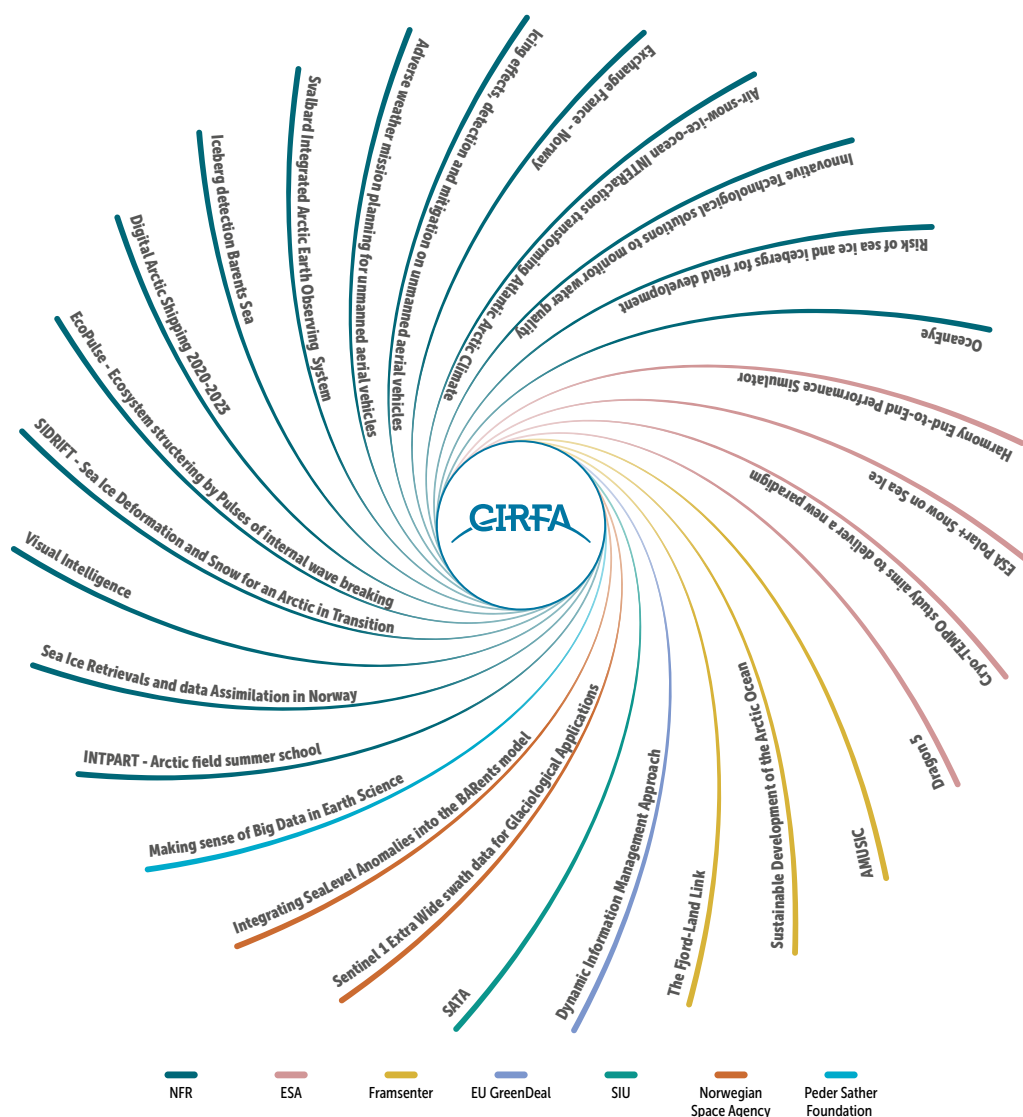 Adverse weather mission planning for unmanned aerial vehicles
Icing effects, detection and mitigation on unmanned aerial vehicles
Exchange France - Norway
Air-snow-ice-ocean INTERactions transforming Atlantic Arctic Climate
Innovative Technological solutions to monitor water quality
Risk of sea ice and icebergs for field development
OceanEye
Harmony End-to-End Performance Simulator
ESA Polar+ Snow on Sea Ice
Cryo-TEMPO study aims to deliver a new paradigm
Dragon 5
AMUSIC
Sustainable Development of the Arctic Ocean
The Fjord-Land Link
Dynamic Information Management Approach
SATA
Sentinel 1 Extra Wide swath data for Glaciological Applications
Integrating SeaLevel Anomalies into the BARents model
Making sense of Big Data in Earth Science
INTPART - Arctic field summer school
Sea Ice Retrievals and data Assimilation in Norway
Visual Intelligence
SIDRIFT - Sea Ice Deformation and Snow for an Arctic in Transition
EcoPulse - Ecosystem structering by Pulses of internal wave breaking
Digital Arctic Shipping 2020-2023
Iceberg detection Barents Sea
Svalbard Integrated Arctic Earth Observing System
CIRFA
NFR
ESA
Framsenter
EU GreenDeal
SIU
Norwegian
Space Agency
Peder Sather
Foundation